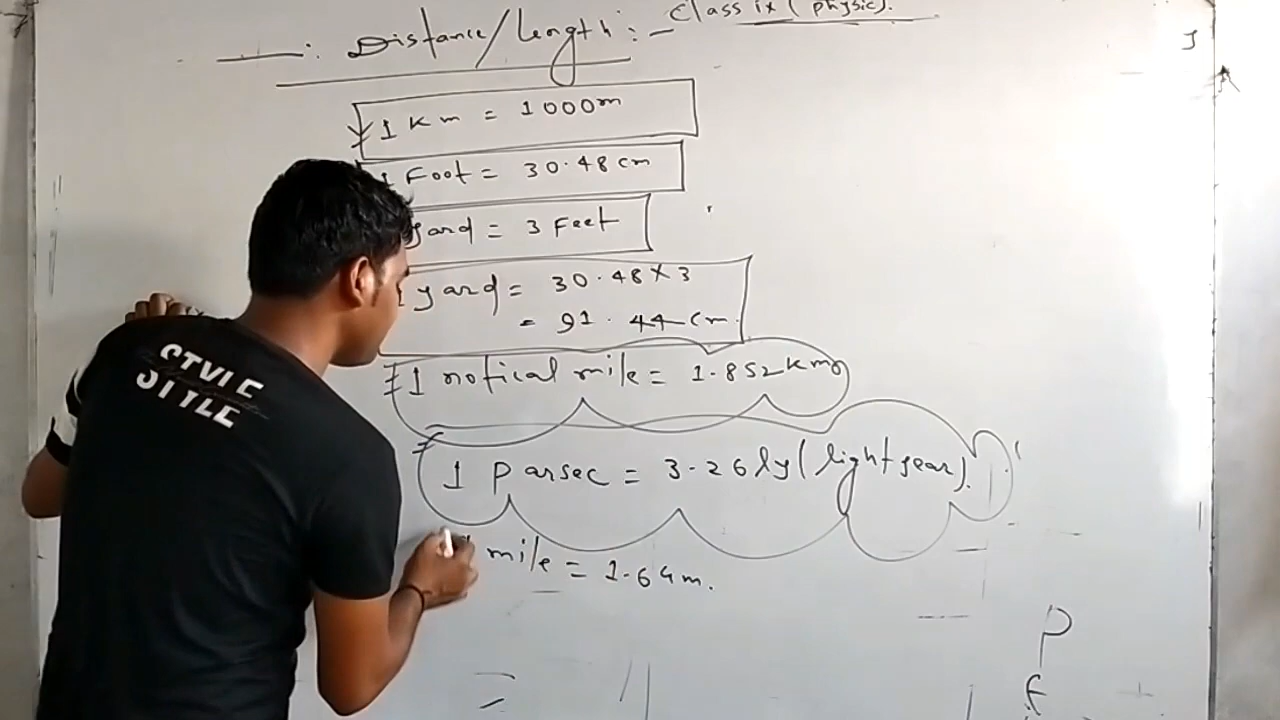 Class ix ( physic).
: Distance/Length :-
1 Km = 1000m
1 Foot = 30.48 cm
yard = 3 Feet
1 yard = 30.48 X 3
= 91.44 cm.
1 notical mile = 1.852 Kms
1 Parsec = 3.26 ly (light year).
1 mile = 1.64m.
STYLE
P
f